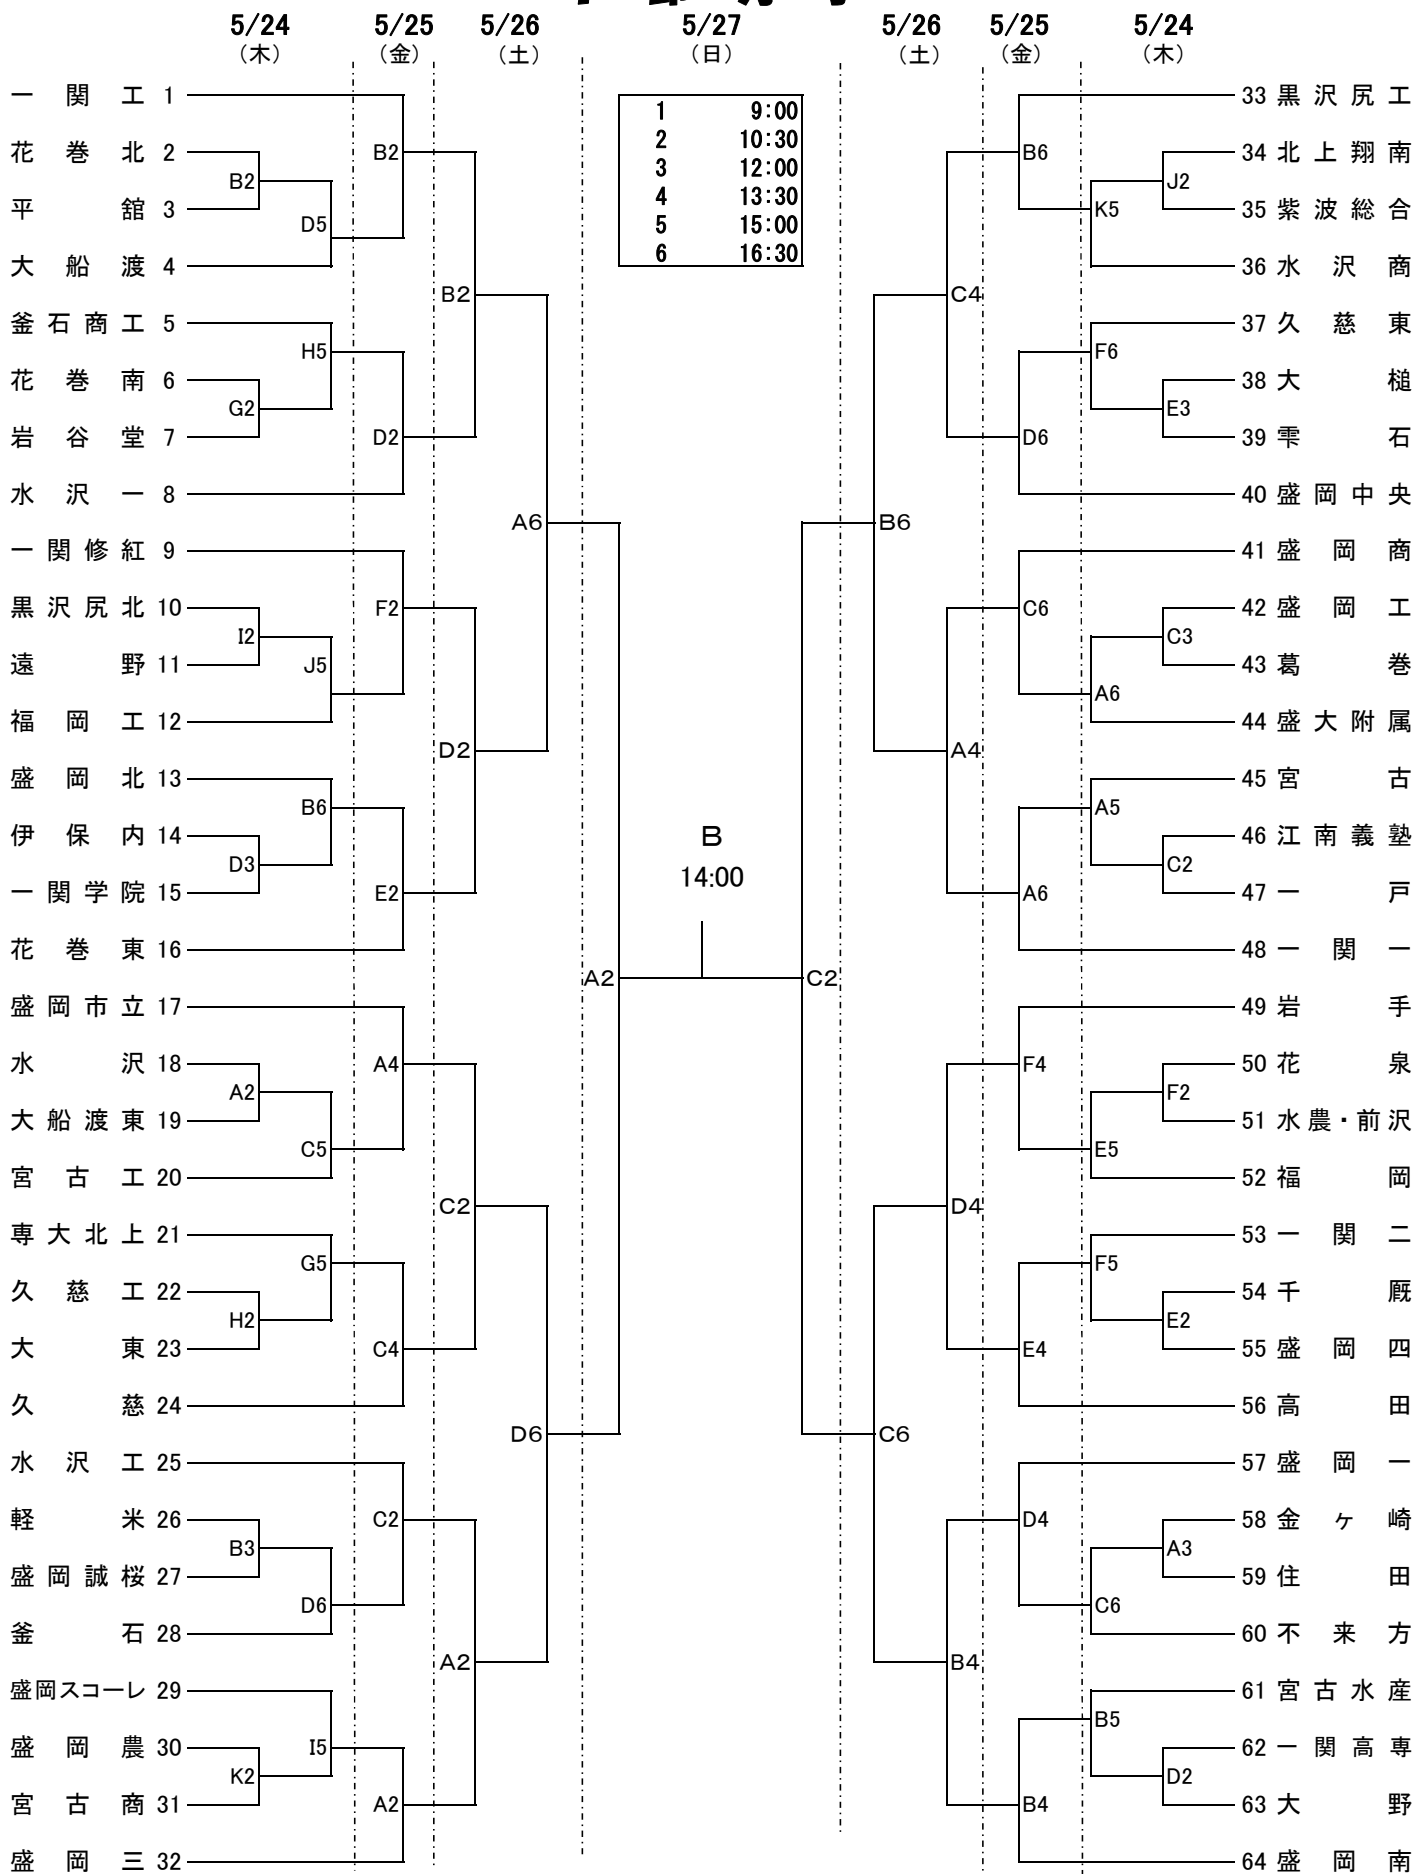 5/24 5/25 5/26 5/27 5/26 5/25 5/24
(木) (金) (土) (日) (土) (金) (木)
1 9:00
2 10:30
3 12:00
4 13:30
5 15:00
6 16:30
一関工 1
花巻北 2
平舘 3
大船渡 4
釜石商工 5
花巻南 6
岩谷堂 7
水沢一 8
一関修紅 9
黒沢尻北 10
遠野 11
福岡工 12
盛岡北 13
伊保内 14
一関学院 15
花巻東 16
盛岡市立 17
水沢 18
大船渡東 19
宮古工 20
専大北上 21
久慈工 22
大東 23
久慈 24
水沢工 25
軽米 26
盛岡誠桜 27
釜石 28
盛岡スコーレ 29
盛岡農 30
宮古商 31
盛岡三 32
B2
D5
H5
G2
I2
J5
B6
D3
A2
C5
G5
H2
B3
D6
I5
K2
B2
D2
F2
E2
A4
C4
C2
A2
B2
D2
C2
A2
A6
D6
A2
B
14:00
C2
B6
C6
C4
A4
D4
B4
B6
D6
C6
A6
F4
E4
D4
B4
J2
K5
F6
E3
C3
A6
A5
C2
F2
E5
F5
E2
A3
C6
B5
D2
33 黒沢尻工
34 北上翔南
35 紫波総合
36 水沢商
37 久慈東
38 大槌
39 雫石
40 盛岡中央
41 盛岡商
42 盛岡工
43 葛巻
44 盛大附属
45 宮古
46 江南義塾
47 一戸
48 一関一
49 岩手
50 花泉
51 水農・前沢
52 福岡
53 一関二
54 千厩
55 盛岡四
56 高田
57 盛岡一
58 金ヶ崎
59 住田
60 不来方
61 宮古水産
62 一関高専
63 大野
64 盛岡南